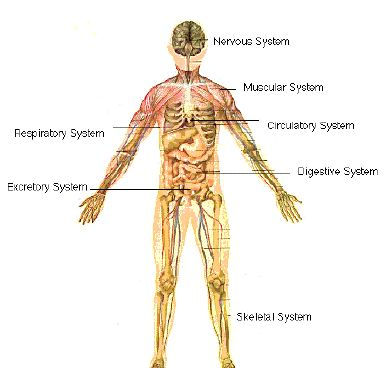 Nervous System
Muscular System
Circulatory System
Respiratory System
Digestive System
Excretory System
Skeletal System